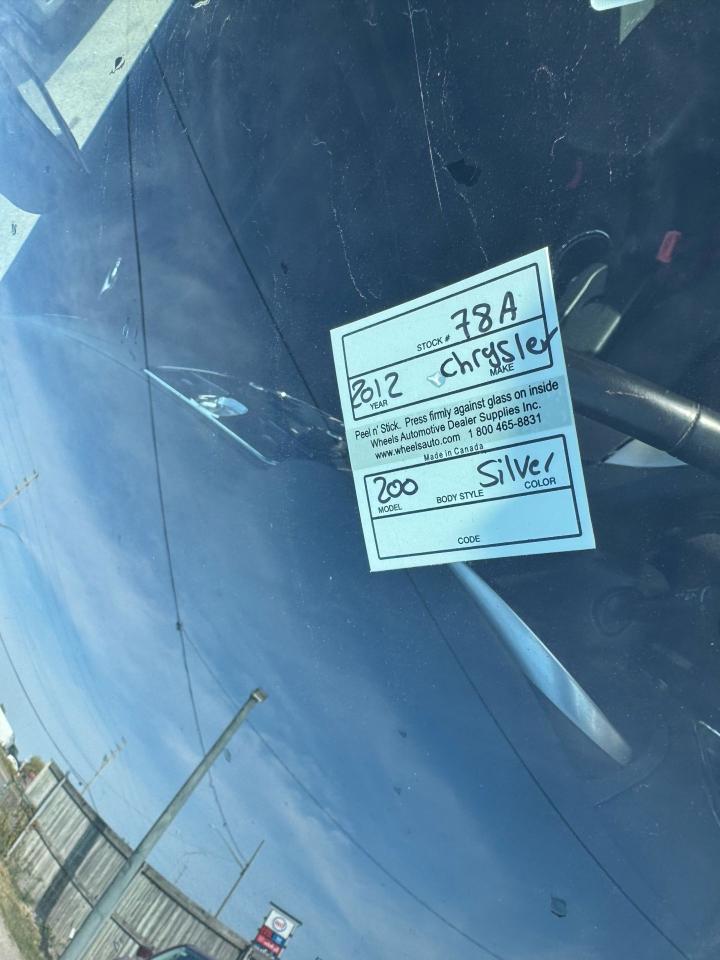 STOCK # 78A
2012 Chrysler
YEAR MAKE
Peel n' Stick. Press firmly against glass on inside
Wheels Automotive Dealer Supplies Inc.
www.wheelsauto.com 1 800 465-8831
Made in Canada
200 Silver
MODEL BODY STYLE COLOR
CODE